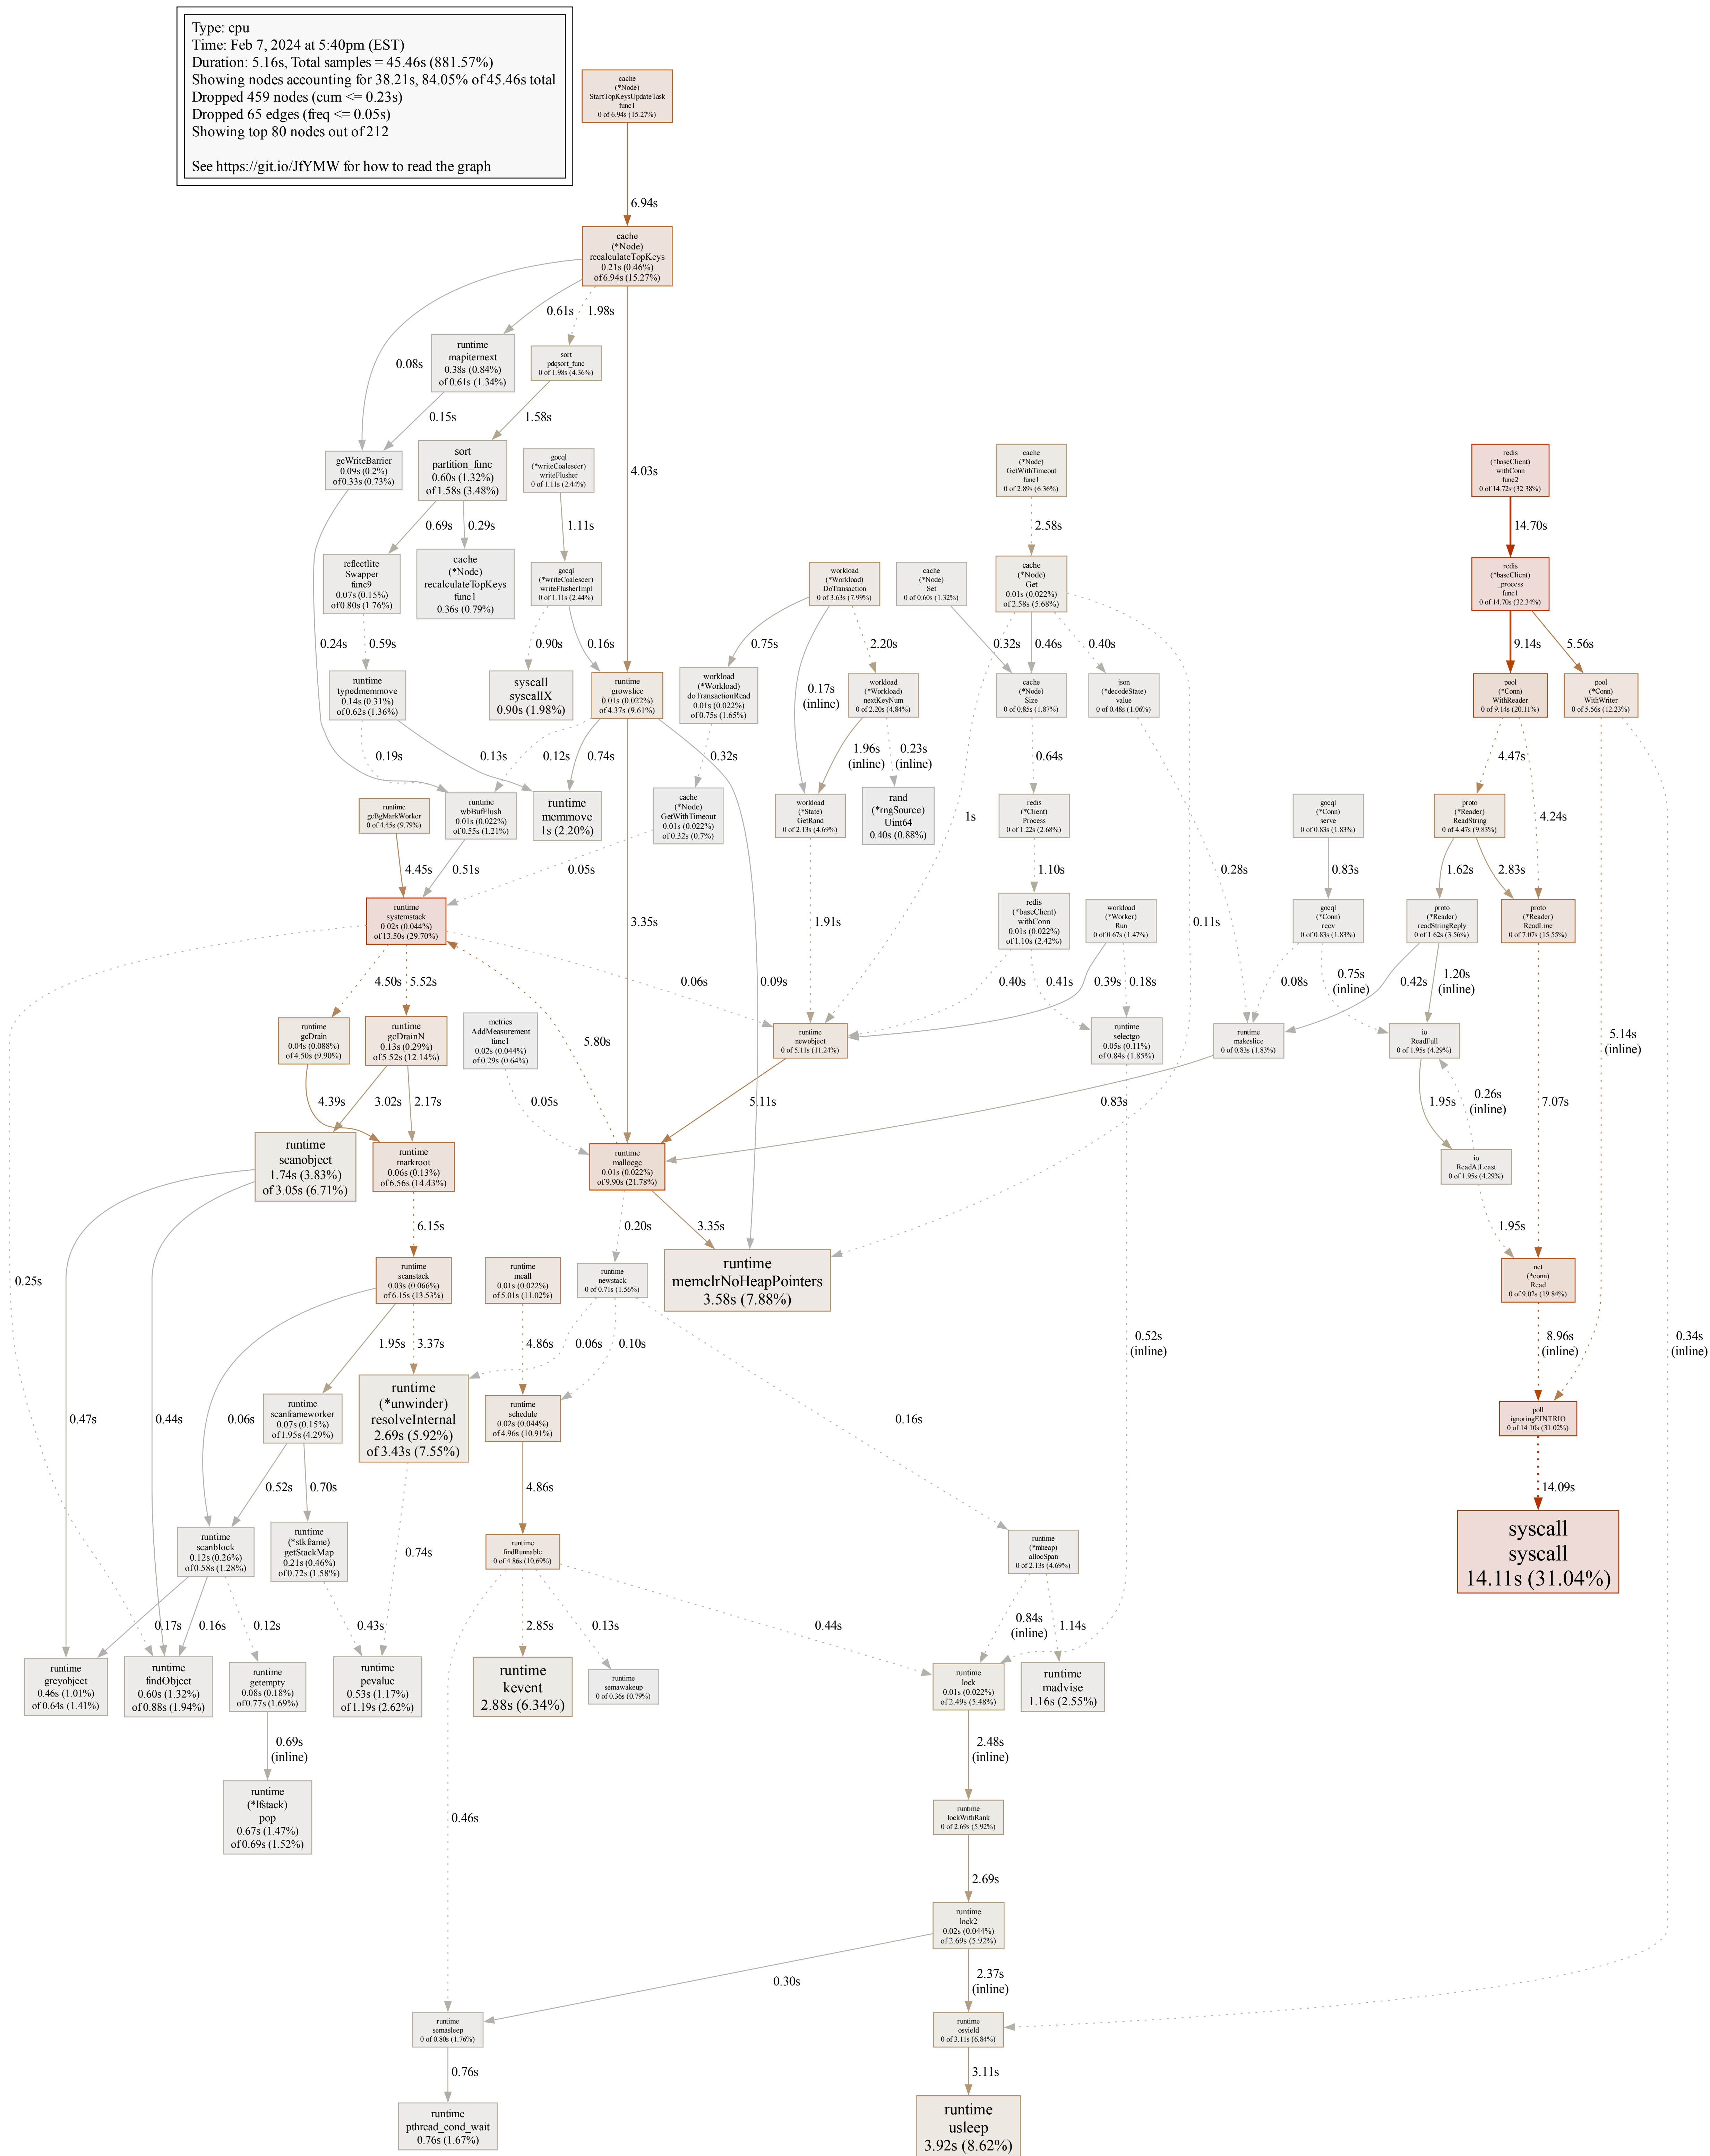 Type: cpu
Time: Feb 7, 2024 at 5:40pm (EST)
Duration: 5.16s, Total samples = 45.46s (881.57%)
Showing nodes accounting for 38.21s, 84.05% of 45.46s total
Dropped 459 nodes (cum <= 0.23s)
Dropped 65 edges (freq <= 0.05s)
Showing top 80 nodes out of 212
See https://git.io/JfYMW for how to read the graph
cache
(*Node)
StartTopKeysUpdateTask
func1
0 of 6.94s (15.27%)
6.94s
cache
(*Node)
recalculateTopKeys
0.21s (0.46%)
of 6.94s (15.27%)
0.61s
1.98s
0.08s
runtime
mapiternext
0.38s (0.84%)
of 0.61s (1.34%)
sort
pdqsort_func
0 of 1.98s (4.36%)
0.15s
1.58s
4.03s
gcWriteBarrier
0.09s (0.2%)
of 0.33s (0.73%)
sort
partition_func
0.60s (1.32%)
of 1.58s (3.48%)
gocql
(*writeCoalescer)
writeFlusher
0 of 1.11s (2.44%)
cache
(*Node)
GetWithTimeout
func1
0 of 2.89s (6.36%)
redis
(*baseClient)
withConn
func2
0 of 14.72s (32.38%)
0.69s
0.29s
1.11s
2.58s
14.70s
reflectlite
Swapper
func9
0.07s (0.15%)
of 0.80s (1.76%)
cache
(*Node)
recalculateTopKeys
func1
0.36s (0.79%)
gocql
(*writeCoalescer)
writeFlusherImpl
0 of 1.11s (2.44%)
workload
(*Workload)
DoTransaction
0 of 3.63s (7.99%)
cache
(*Node)
Set
0 of 0.60s (1.32%)
cache
(*Node)
Get
0.01s (0.022%)
of 2.58s (5.68%)
redis
(*baseClient)
_process
func1
0 of 14.70s (32.34%)
0.24s
0.59s
0.90s
0.16s
0.75s
2.20s
0.32s
0.46s
0.40s
9.14s
5.56s
runtime
typedmemmove
0.14s (0.31%)
of 0.62s (1.36%)
syscall
syscallX
0.90s (1.98%)
runtime
growslice
0.01s (0.022%)
of 4.37s (9.61%)
workload
(*Workload)
doTransactionRead
0.01s (0.022%)
of 0.75s (1.65%)
0.17s
(inline)
workload
(*Workload)
nextKeyNum
0 of 2.20s (4.84%)
cache
(*Node)
Size
0 of 0.85s (1.87%)
json
(*decodeState)
value
0 of 0.48s (1.06%)
pool
(*Conn)
WithReader
0 of 9.14s (20.11%)
pool
(*Conn)
WithWriter
0 of 5.56s (12.23%)
0.19s
0.13s
0.12s
0.74s
0.32s
1.96s
(inline)
0.23s
(inline)
0.64s
4.47s
runtime
gcBgMarkWorker
0 of 4.45s (9.79%)
runtime
wbBufFlush
0.01s (0.022%)
of 0.55s (1.21%)
runtime
memmove
1s (2.20%)
cache
(*Node)
GetWithTimeout
0.01s (0.022%)
of 0.32s (0.7%)
workload
(*State)
GetRand
0 of 2.13s (4.69%)
rand
(*rngSource)
Uint64
0.40s (0.88%)
1s
redis
(*Client)
Process
0 of 1.22s (2.68%)
gocql
(*Conn)
serve
0 of 0.83s (1.83%)
proto
(*Reader)
ReadString
0 of 4.47s (9.83%)
4.24s
4.45s
0.51s
0.05s
1.10s
0.28s
0.83s
1.62s
2.83s
runtime
systemstack
0.02s (0.044%)
of 13.50s (29.70%)
3.35s
1.91s
redis
(*baseClient)
withConn
0.01s (0.022%)
of 1.10s (2.42%)
workload
(*Worker)
Run
0 of 0.67s (1.47%)
0.11s
gocql
(*Conn)
recv
0 of 0.83s (1.83%)
proto
(*Reader)
readStringReply
0 of 1.62s (3.56%)
proto
(*Reader)
ReadLine
0 of 7.07s (15.55%)
4.50s
5.52s
0.06s
0.09s
0.40s
0.41s
0.39s
0.18s
0.08s
0.75s
(inline)
0.42s
1.20s
(inline)
runtime
gcDrain
0.04s (0.088%)
of 4.50s (9.90%)
runtime
gcDrainN
0.13s (0.29%)
of 5.52s (12.14%)
metrics
AddMeasurement
func1
0.02s (0.044%)
of 0.29s (0.64%)
5.80s
runtime
newobject
0 of 5.11s (11.24%)
runtime
selectgo
0.05s (0.11%)
of 0.84s (1.85%)
runtime
makeslice
0 of 0.83s (1.83%)
io
ReadFull
0 of 1.95s (4.29%)
5.14s
(inline)
4.39s
3.02s
2.17s
0.05s
5.11s
0.83s
1.95s
0.26s
(inline)
7.07s
runtime
scanobject
1.74s (3.83%)
of 3.05s (6.71%)
runtime
markroot
0.06s (0.13%)
of 6.56s (14.43%)
runtime
mallocgc
0.01s (0.022%)
of 9.90s (21.78%)
io
ReadAtLeast
0 of 1.95s (4.29%)
6.15s
0.20s
3.35s
1.95s
0.25s
runtime
scanstack
0.03s (0.066%)
of 6.15s (13.53%)
runtime
mcall
0.01s (0.022%)
of 5.01s (11.02%)
runtime
newstack
0 of 0.71s (1.56%)
runtime
memclrNoHeapPointers
3.58s (7.88%)
net
(*conn)
Read
0 of 9.02s (19.84%)
1.95s
3.37s
4.86s
0.06s
0.10s
0.52s
(inline)
8.96s
(inline)
0.34s
(inline)
0.47s
0.44s
0.06s
runtime
scanframeworker
0.07s (0.15%)
of 1.95s (4.29%)
runtime
(*unwinder)
resolveInternal
2.69s (5.92%)
of 3.43s (7.55%)
runtime
schedule
0.02s (0.044%)
of 4.96s (10.91%)
0.16s
poll
ignoringEINTRIO
0 of 14.10s (31.02%)
0.52s
0.70s
4.86s
14.09s
runtime
scanblock
0.12s (0.26%)
of 0.58s (1.28%)
runtime
(*stkframe)
getStackMap
0.21s (0.46%)
of 0.72s (1.58%)
0.74s
runtime
findRunnable
0 of 4.86s (10.69%)
runtime
(*mheap)
allocSpan
0 of 2.13s (4.69%)
syscall
syscall
14.11s (31.04%)
0.17s
0.16s
0.12s
0.43s
2.85s
0.13s
0.44s
0.84s
(inline)
1.14s
runtime
greyobject
0.46s (1.01%)
of 0.64s (1.41%)
runtime
findObject
0.60s (1.32%)
of 0.88s (1.94%)
runtime
getempty
0.08s (0.18%)
of 0.77s (1.69%)
runtime
pcvalue
0.53s (1.17%)
of 1.19s (2.62%)
runtime
kevent
2.88s (6.34%)
runtime
semawakeup
0 of 0.36s (0.79%)
runtime
lock
0.01s (0.022%)
of 2.49s (5.48%)
runtime
madvise
1.16s (2.55%)
0.69s
(inline)
2.48s
(inline)
runtime
(*lfstack)
pop
0.67s (1.47%)
of 0.69s (1.52%)
0.46s
runtime
lockWithRank
0 of 2.69s (5.92%)
2.69s
runtime
lock2
0.02s (0.044%)
of 2.69s (5.92%)
0.30s
2.37s
(inline)
runtime
semasleep
0 of 0.80s (1.76%)
runtime
osyield
0 of 3.11s (6.84%)
0.76s
3.11s
runtime
pthread_cond_wait
0.76s (1.67%)
runtime
usleep
3.92s (8.62%)